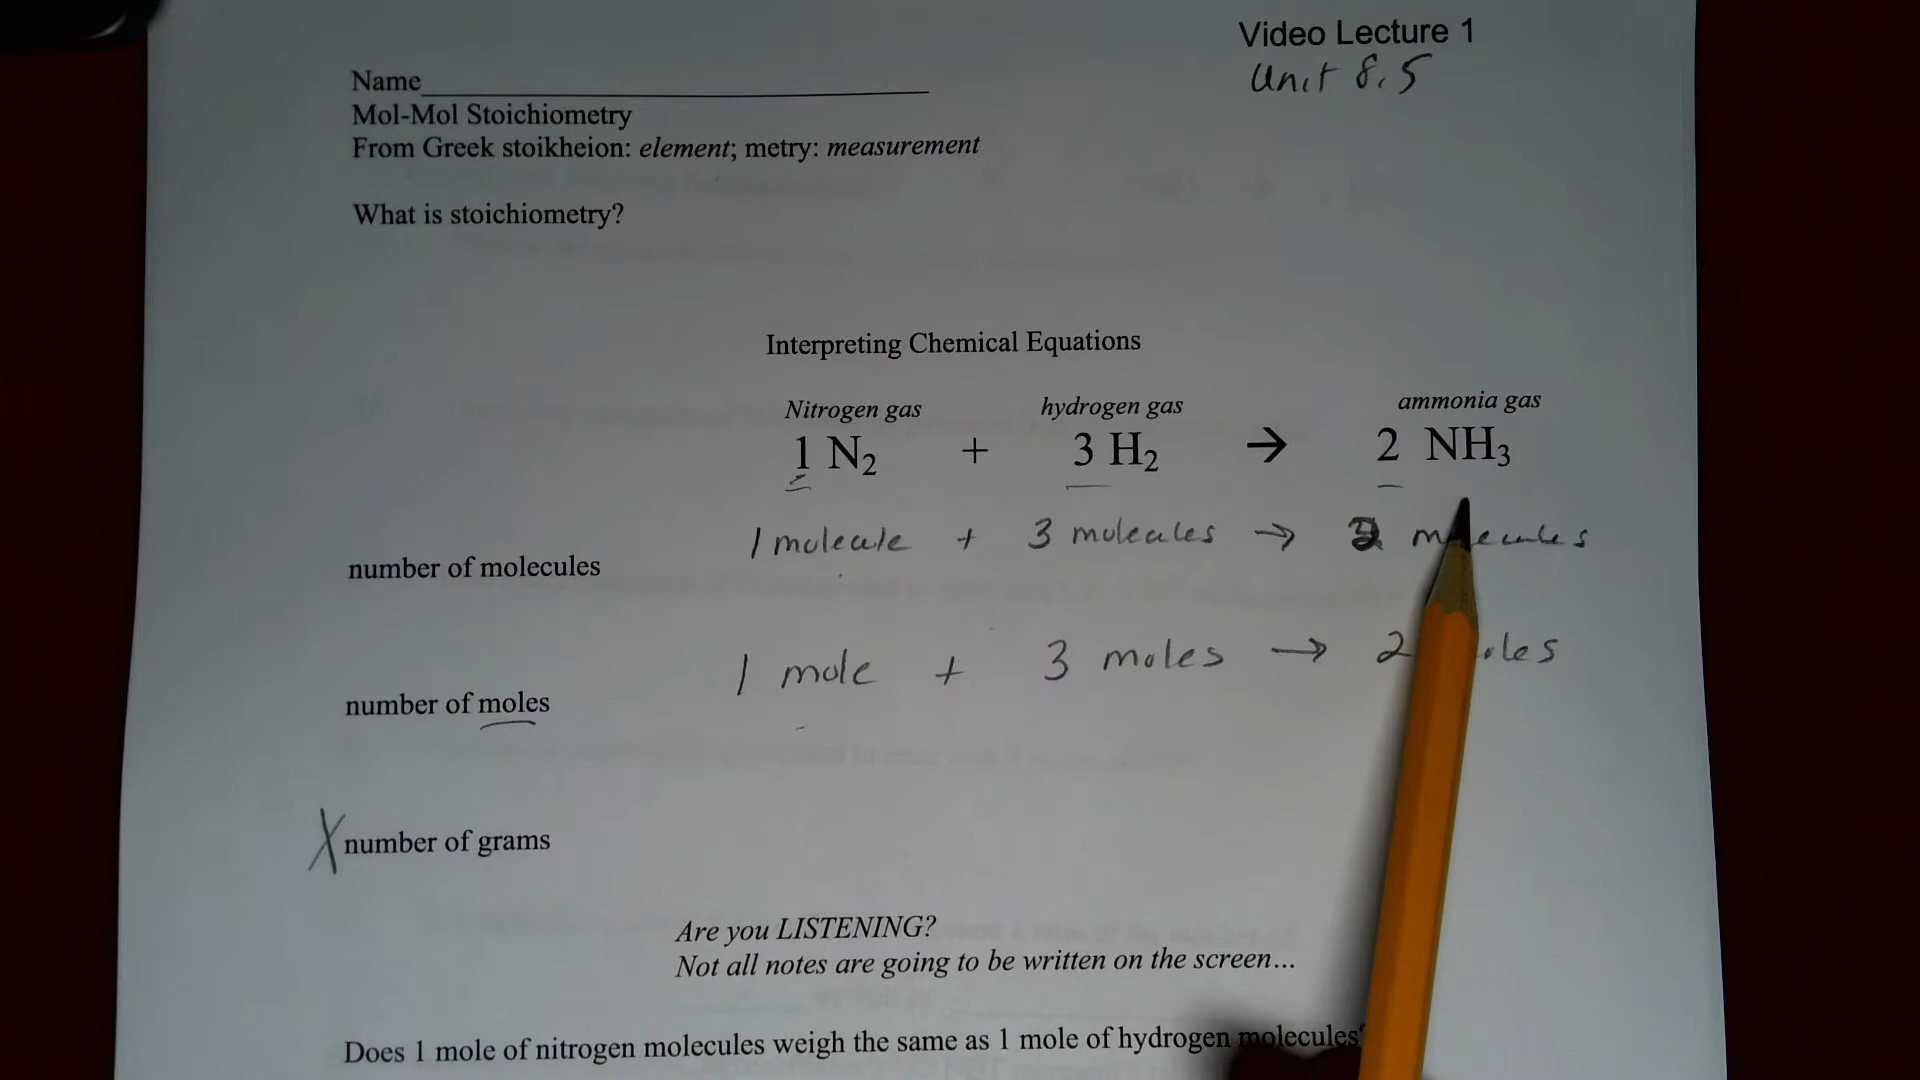 Video Lecture 1
Unit 8.5
Name
Mol-Mol Stoichiometry
From Greek stoikheion: element; metry: measurement
What is stoichiometry?
Interpreting Chemical Equations
Nitrogen gas hydrogen gas ammonia gas
1 N₂ + 3 H₂ → 2 NH₃
1 molecule + 3 molecules → 2 molecules
number of molecules
1 mole + 3 moles → 2 moles
number of moles
X number of grams
Are you LISTENING?
Not all notes are going to be written on the screen...
Does 1 mole of nitrogen molecules weigh the same as 1 mole of hydrogen molecules?